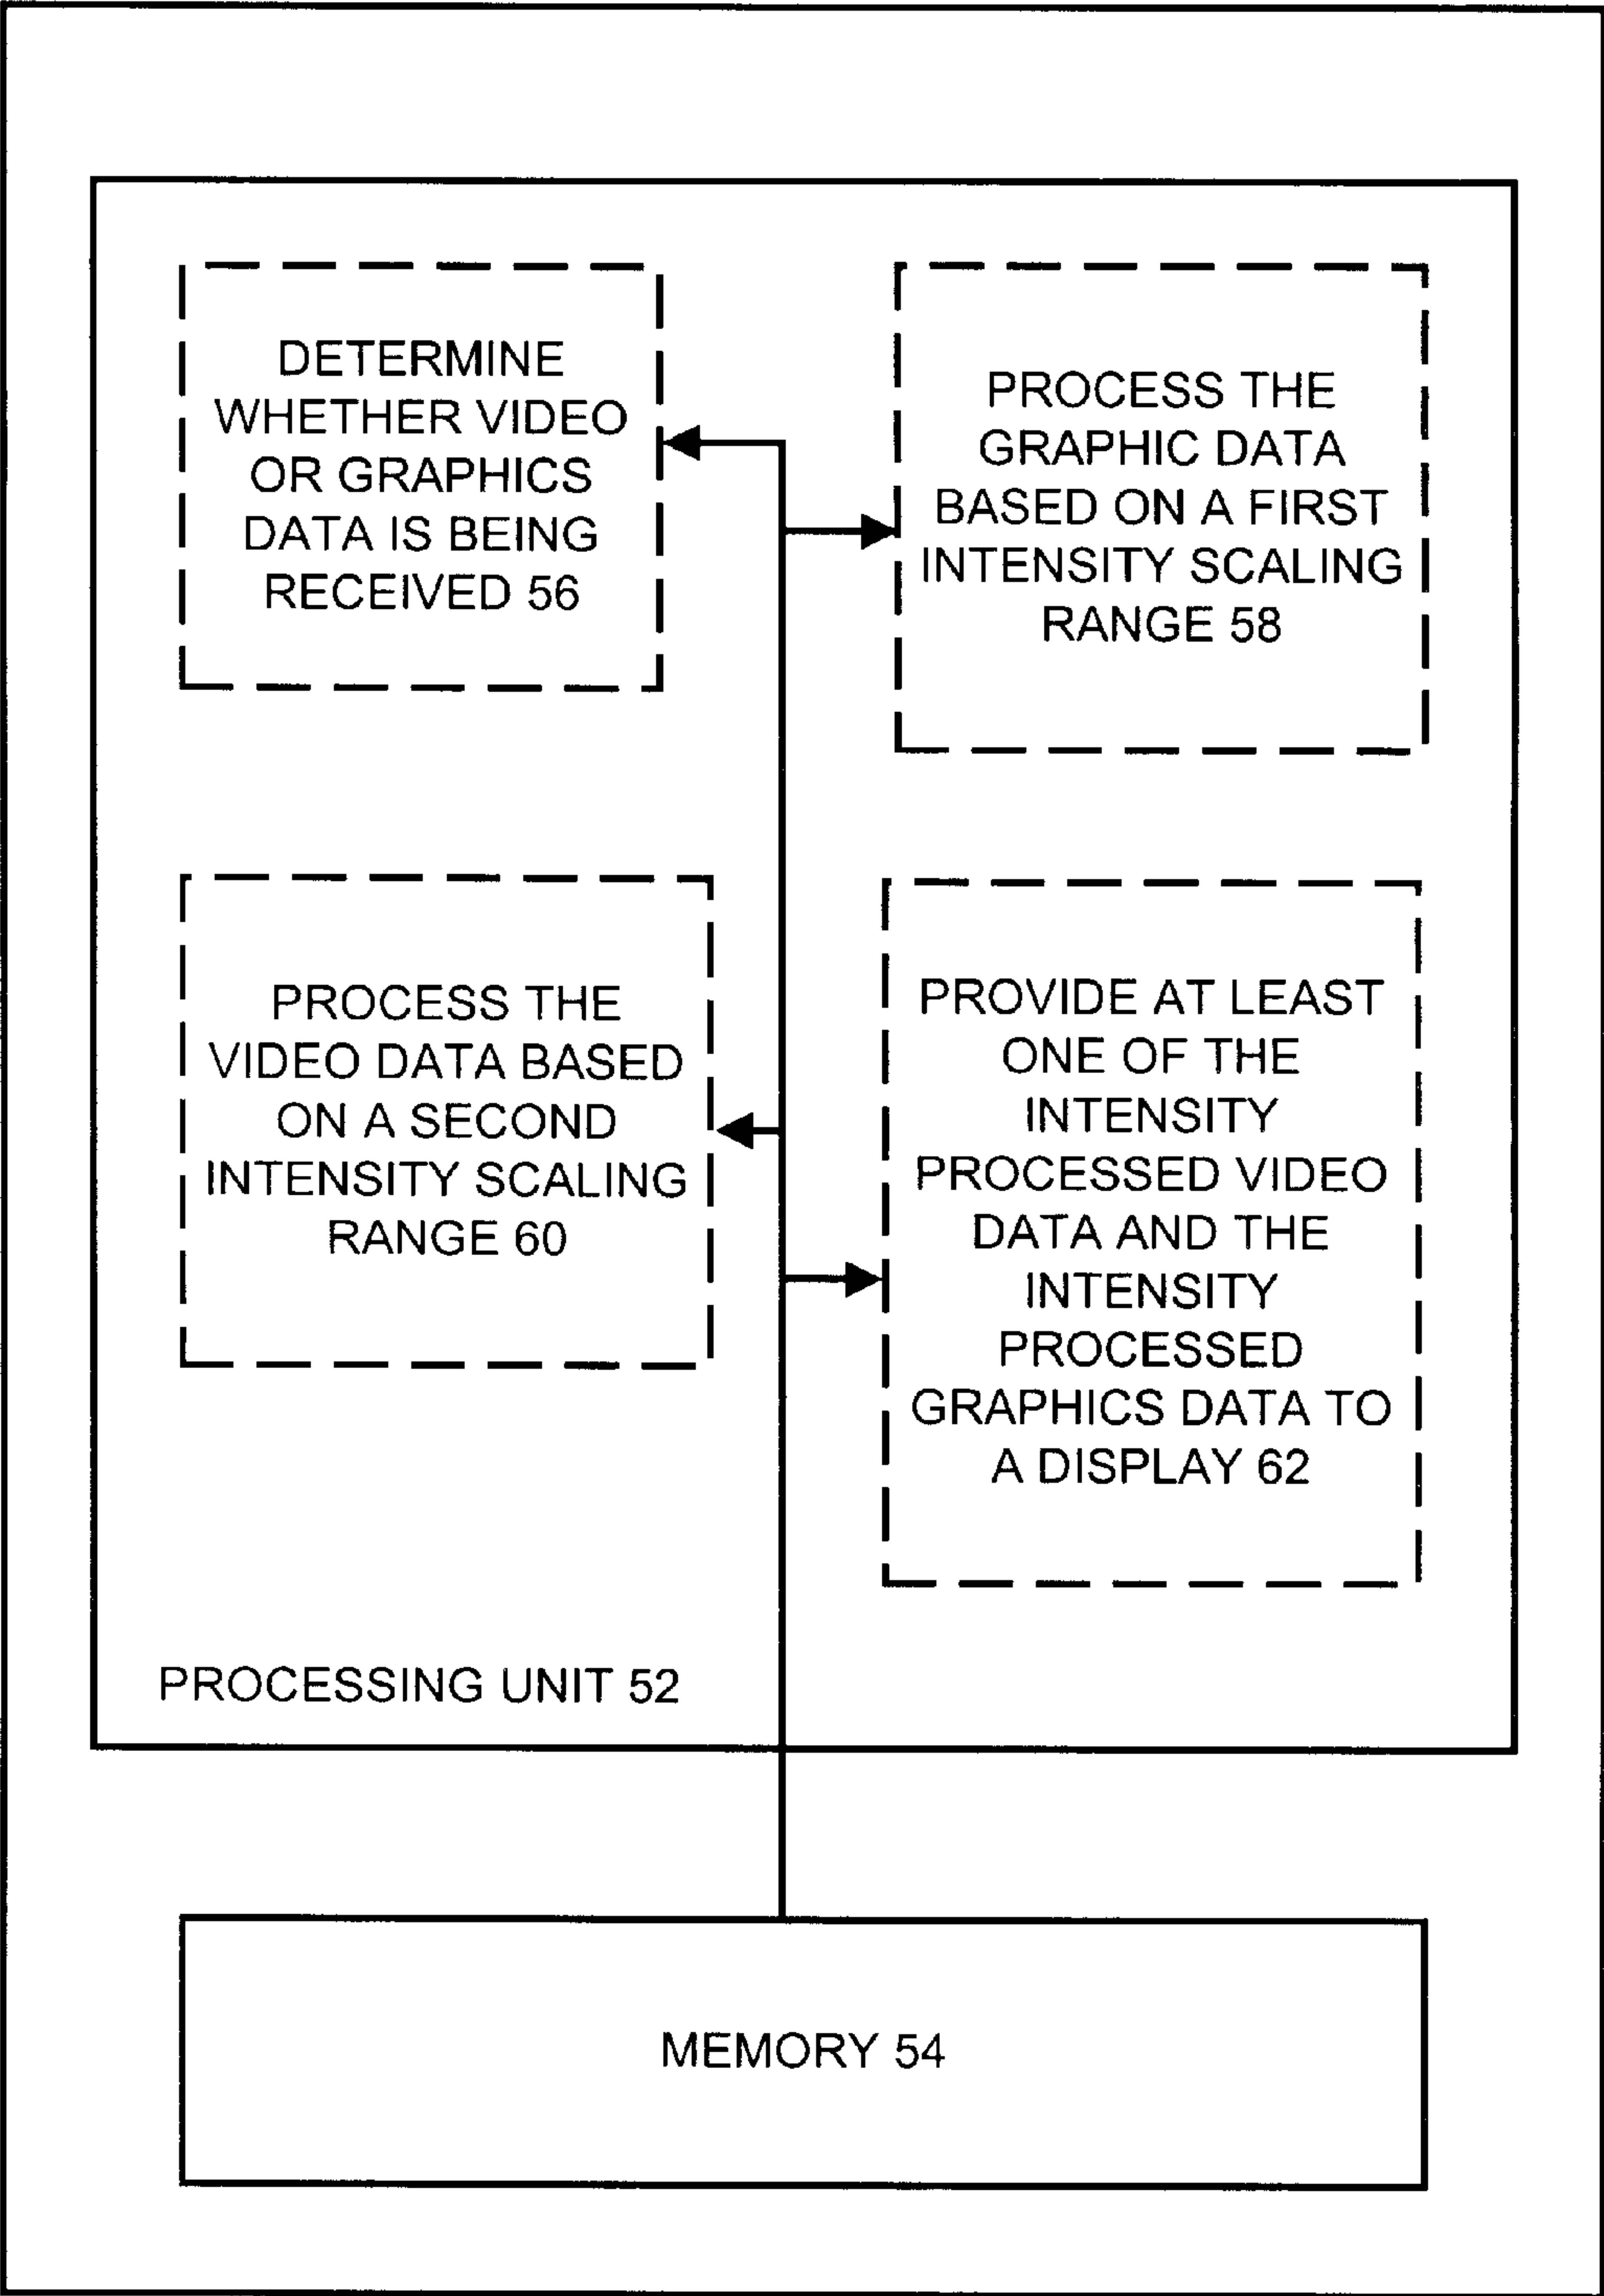 DETERMINE
WHETHER VIDEO
OR GRAPHICS
DATA IS BEING
RECEIVED 56
PROCESS THE
GRAPHIC DATA
BASED ON A FIRST
INTENSITY SCALING
RANGE 58
PROCESS THE
VIDEO DATA BASED
ON A SECOND
INTENSITY SCALING
RANGE 60
PROVIDE AT LEAST
ONE OF THE
INTENSITY
PROCESSED VIDEO
DATA AND THE
INTENSITY
PROCESSED
GRAPHICS DATA TO
A DISPLAY 62
PROCESSING UNIT 52
MEMORY 54